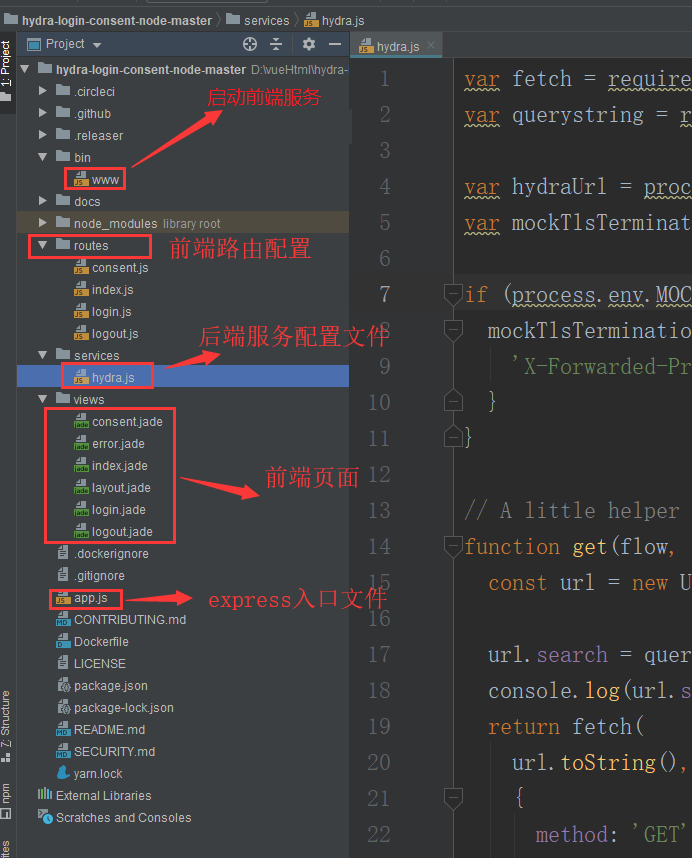 hydra-login-consent-node-master services hydra.js
1: Project
Project
hydra.js
hydra-login-consent-node-master D:\vueHtml\hydra-
.circleci
.github
.releaser
bin
www
docs
node_modules library root
routes
consent.js
index.js
login.js
logout.js
services
hydra.js
views
consent.jade
error.jade
index.jade
layout.jade
login.jade
logout.jade
.dockerignore
.gitignore
app.js
CONTRIBUTING.md
Dockerfile
LICENSE
package.json
package-lock.json
README.md
SECURITY.md
yarn.lock
External Libraries
Scratches and Consoles
启动前端服务
前端路由配置
后端服务配置文件
前端页面
express入口文件
7: Structure
npm
1 var fetch = require
2 var querystring = r
3
4 var hydraUrl = proc
5 var mockTlsTerminat
6
7 if (process.env.MOC
8 mockTlsTerminatio
9 'X-Forwarded-Pr
10 }
11 }
12
13 // A little helper
14 function get(flow,
15 const url = new U
16
17 url.search = quer
18 console.log(url.s
19 return fetch(
20 url.toString(),
21 {
22 method: 'GET'